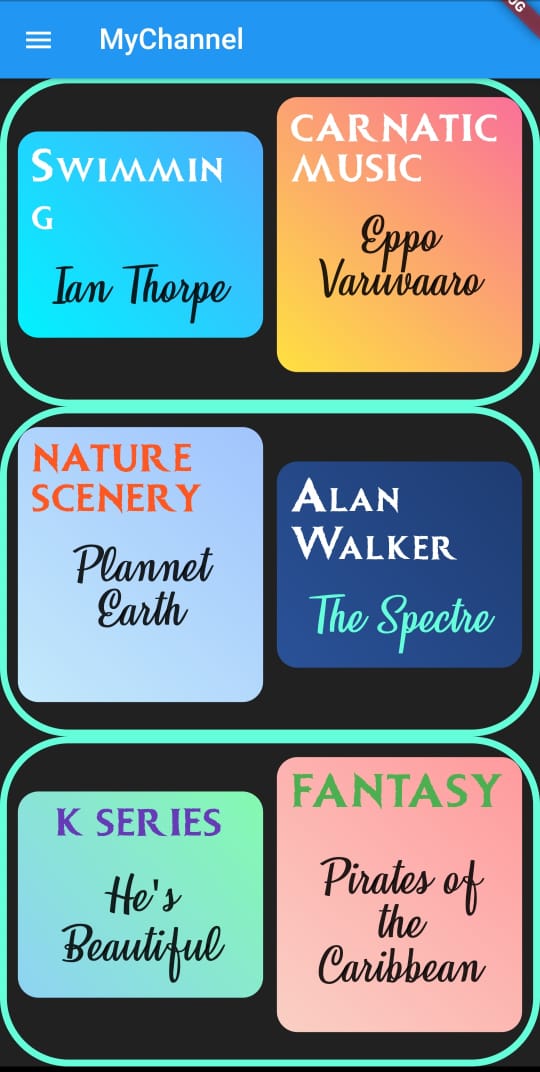 MyChannel
Swimmin
g
Ian Thorpe
CARNATIC
MUSIC
Eppo
Varuvaaro
NATURE
SCENERY
Plannet
Earth
Alan
Walker
The Spectre
K SERIES
He's
Beautiful
FANTASY
Pirates of
the
Caribbean